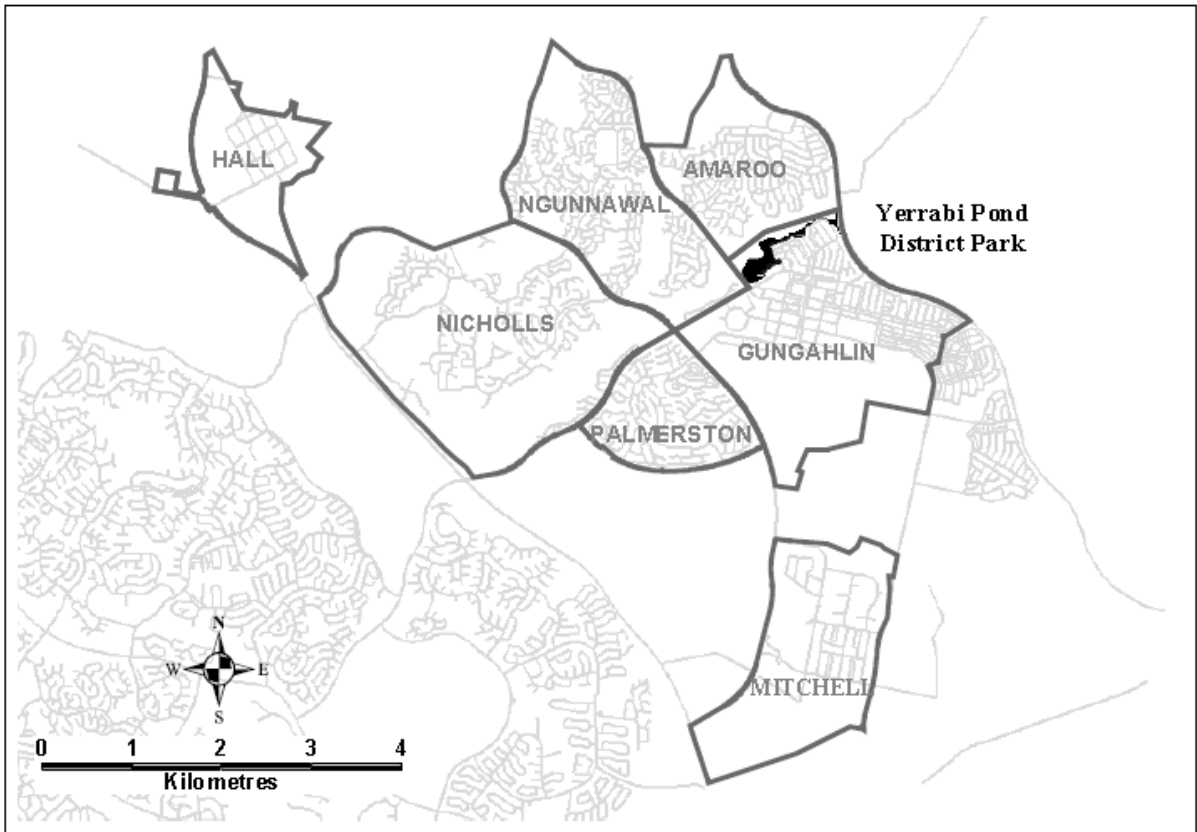 HALL
AMAROO
NGUNNAWAL
Yerrabi Pond
District Park
NICHOLLS
GUNGAHLIN
PALMERSTON
N
W
E
S
MITCHELL
0 1 2 3 4
Kilometres